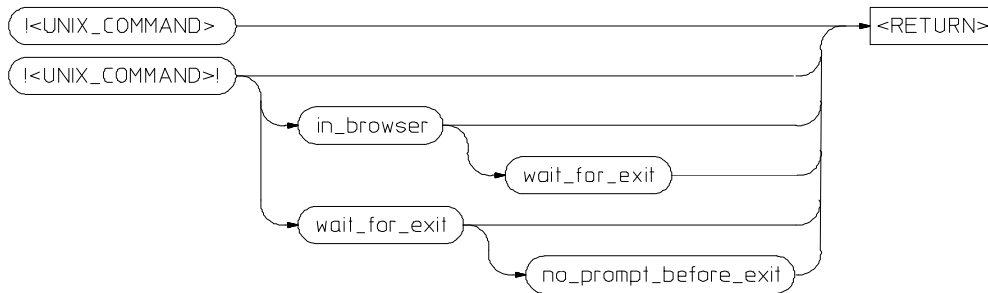 !<UNIX_COMMAND>
<RETURN>
!<UNIX_COMMAND>!
in_browser
wait_for_exit
wait_for_exit
no_prompt_before_exit